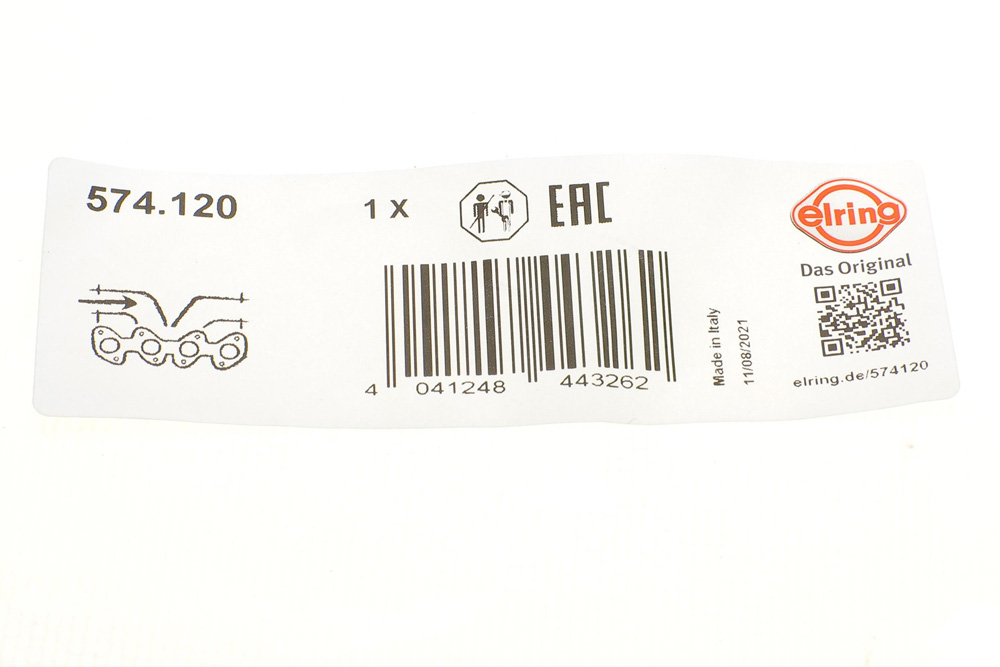 574.120
1 X
EAC
elring
Das Original
elring.de/574120
Made in Italy
11/08/2021
4 041248 443262